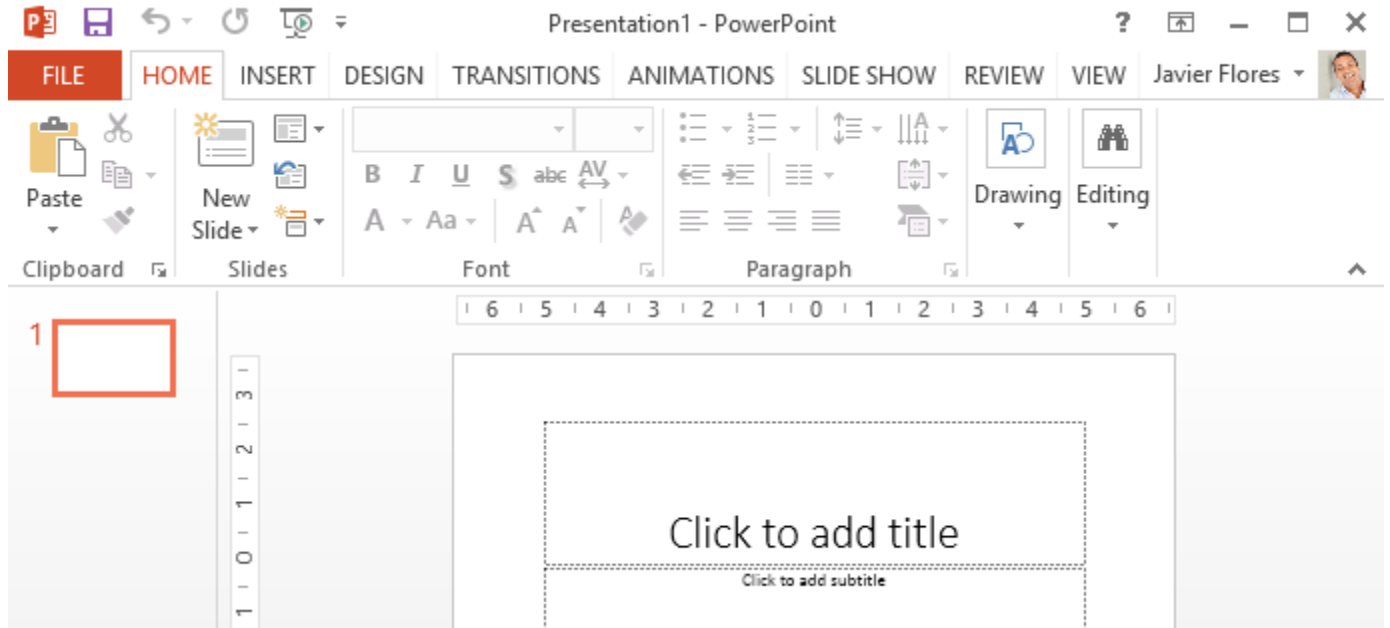 Presentation1 - PowerPoint
FILE HOME INSERT DESIGN TRANSITIONS ANIMATIONS SLIDE SHOW REVIEW VIEW Javier Flores
Paste
New
Slide
B I U S abc AV
A Aa A A
Drawing
Editing
Clipboard Slides Font Paragraph
6 5 4 3 2 1 0 1 2 3 4 5 6
1
3
2
1
0
1
Click to add title
Click to add subtitle